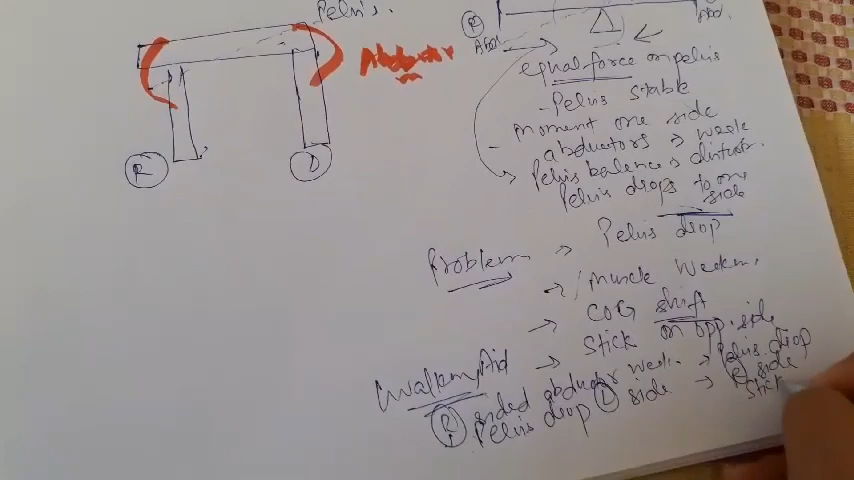 Pelvis.
Abductor
R
L
R
Abd.
Abd.
equal force on pelvis
- Pelvis stable
- moment one side
abductors → weak
Pelvis balance → disturb.
Pelvis drops to one
side
Problem → Pelvis drop
→ Muscle Weakn.
→ COG shift
Walking Aid → Stick on opp. side
R sided abductor weak → Pelvis drop
Pelvis drop L side → L side
Stick